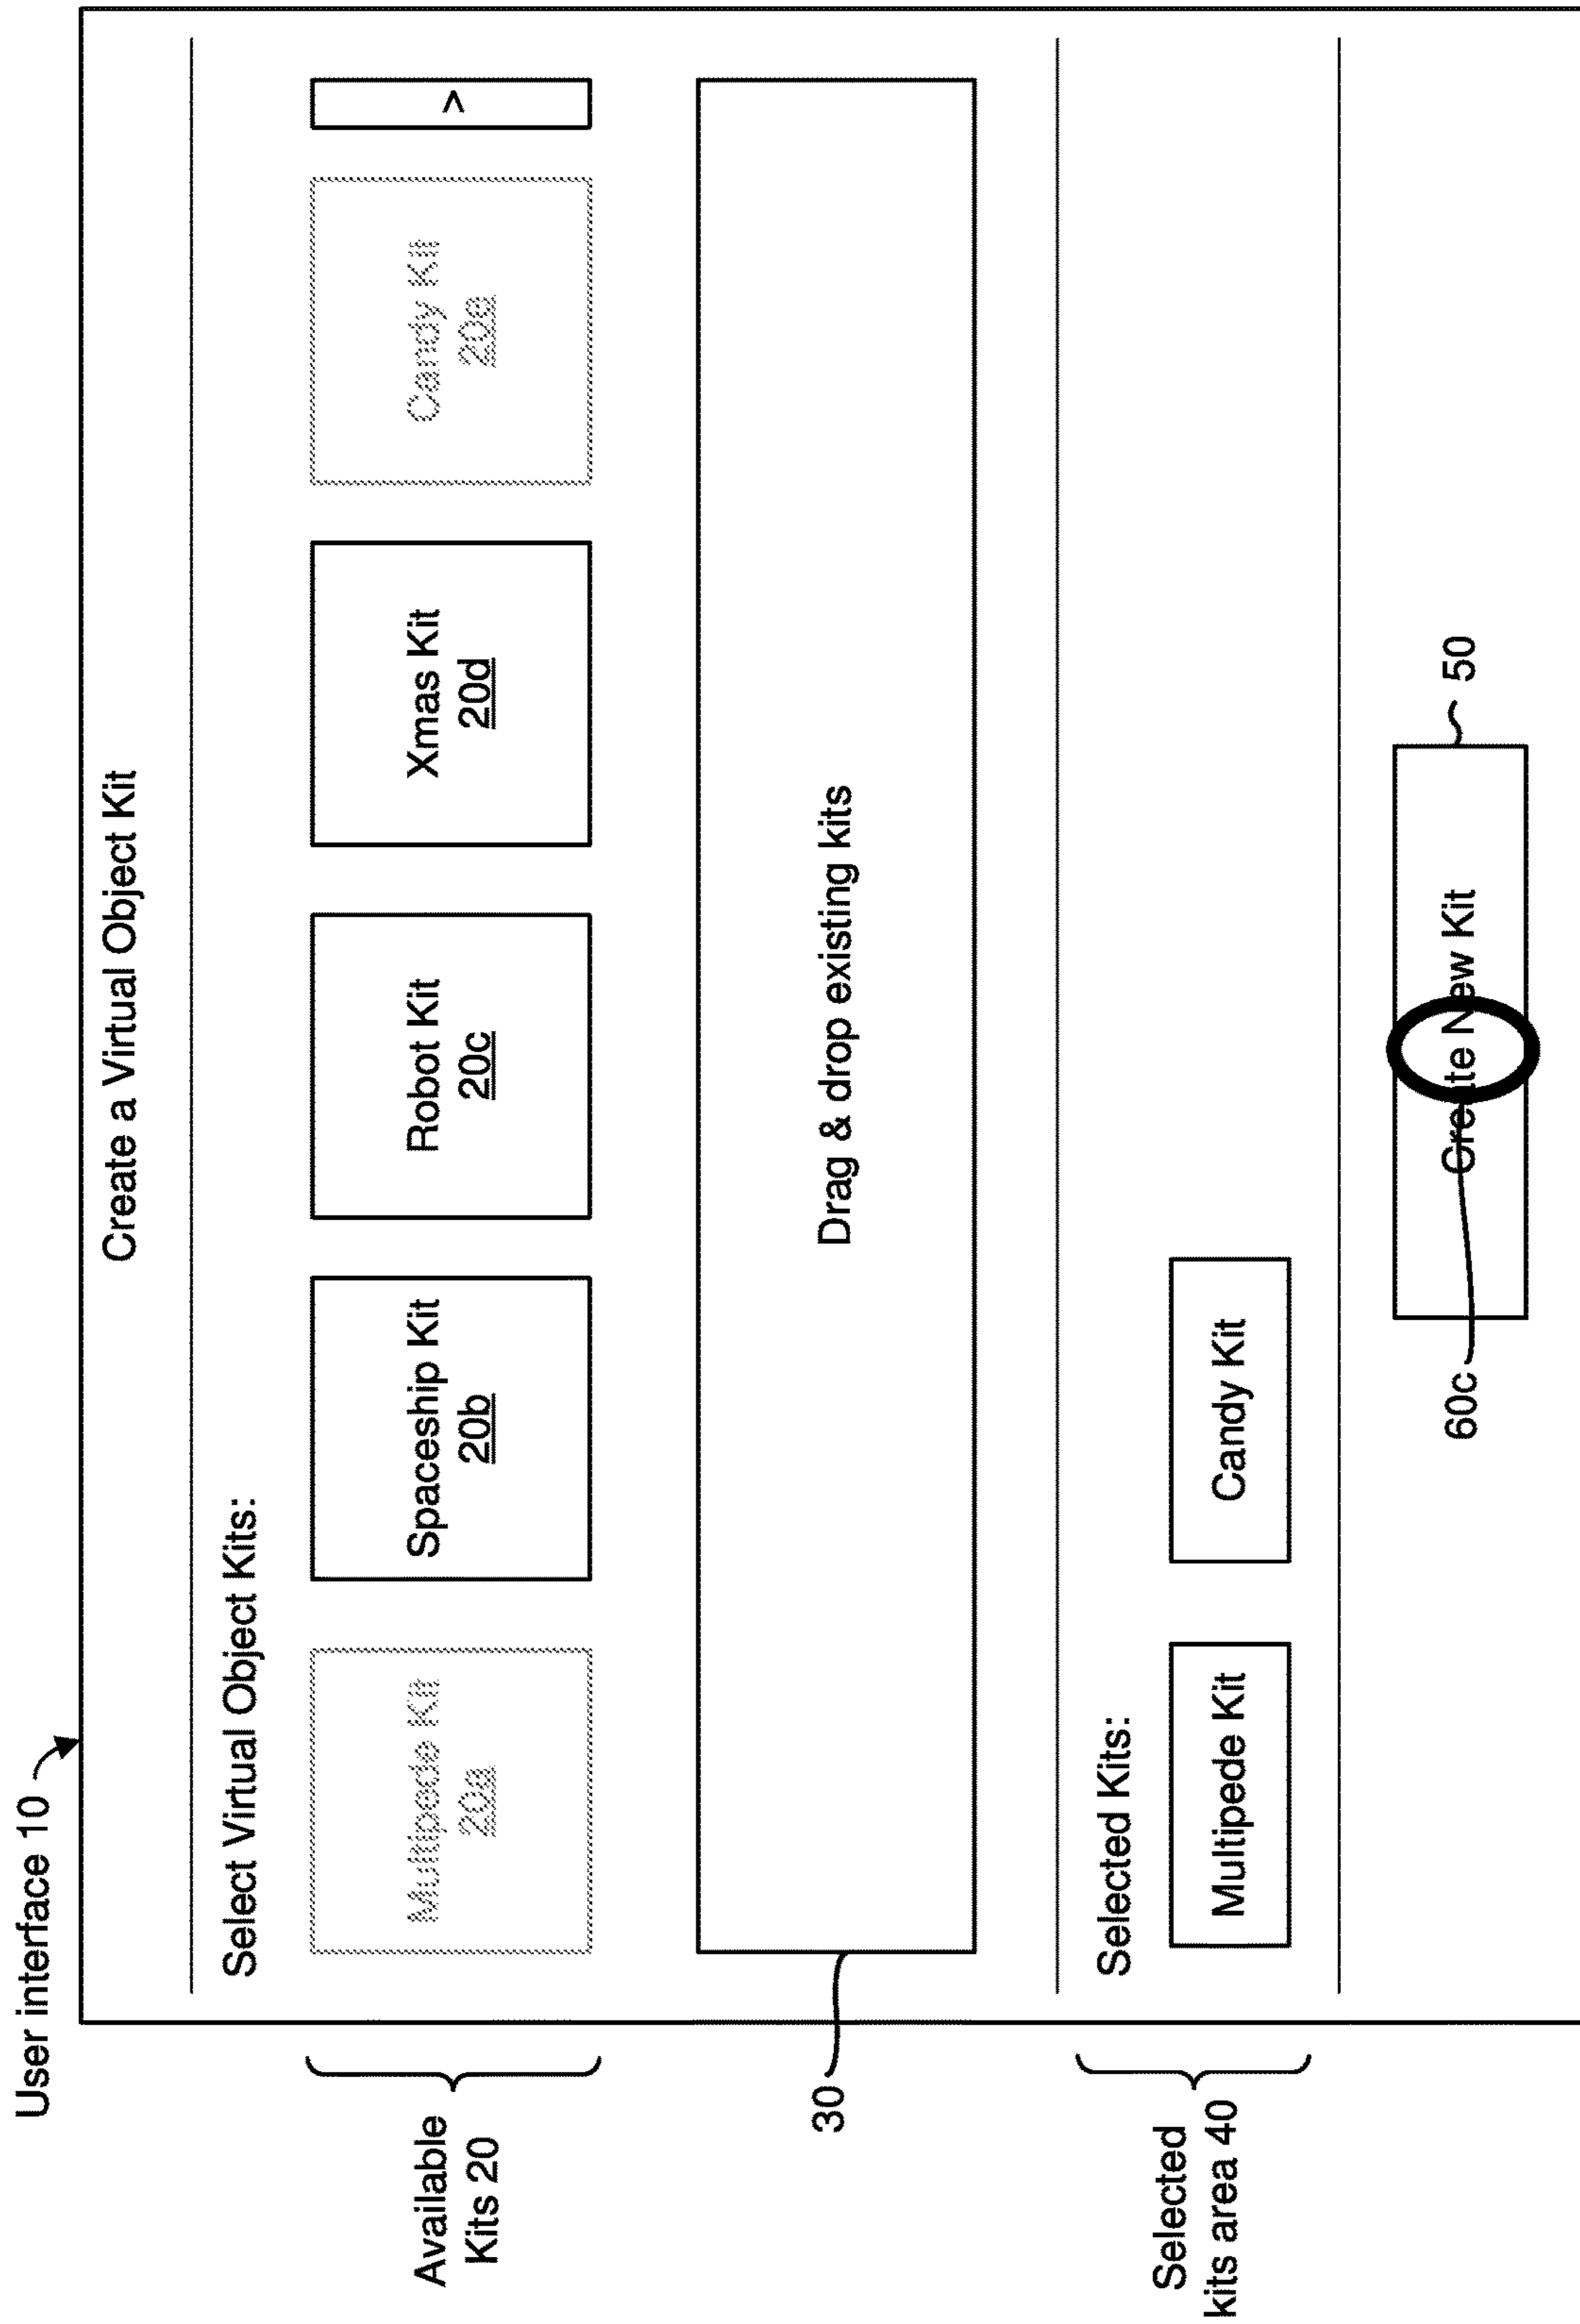 User interface 10
Create a Virtual Object Kit
Select Virtual Object Kits:
Available
Kits 20
Multipede Kit
20a
Spaceship Kit
20b
Robot Kit
20c
Xmas Kit
20d
Candy Kit
20e
>
30
Drag & drop existing kits
Selected
kits area 40
Selected Kits:
Multipede Kit
Candy Kit
60c
Create New Kit
50